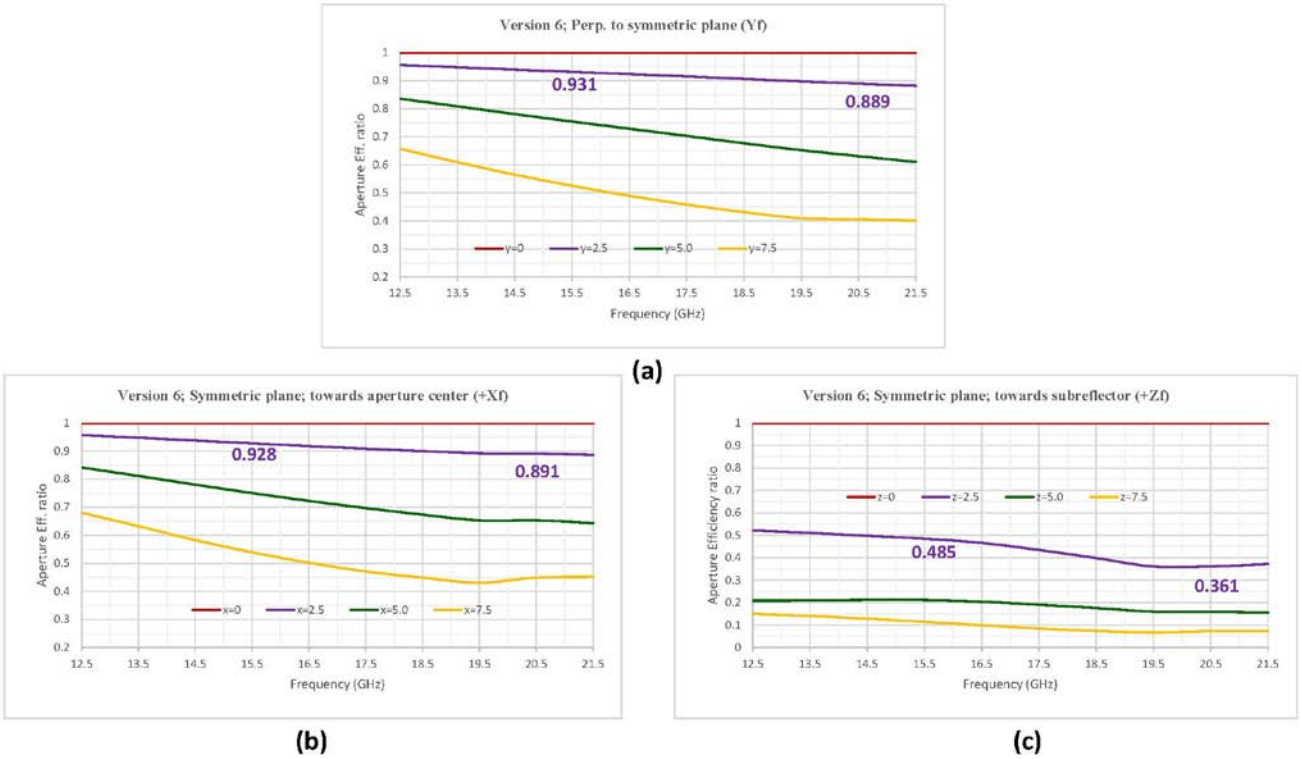 Version 6; Perp. to symmetric plane (Yf)
1
0.9
0.8
0.7
0.6
0.5
0.4
0.3
0.2
Aperture Eff. ratio
0.931
0.889
y=0 y=2.5 y=5.0 y=7.5
12.5 13.5 14.5 15.5 16.5 17.5 18.5 19.5 20.5 21.5
Frequency (GHz)
(a)
Version 6; Symmetric plane; towards aperture center (+Xf)
1
0.9
0.8
0.7
0.6
0.5
0.4
0.3
0.2
Aperture Eff. ratio
0.928
0.891
x=0 x=2.5 x=5.0 x=7.5
12.5 13.5 14.5 15.5 16.5 17.5 18.5 19.5 20.5 21.5
Frequency (GHz)
(b)
Version 6; Symmetric plane; towards subreflector (+Zf)
1
0.9
0.8
0.7
0.6
0.5
0.4
0.3
0.2
0.1
0
Aperture Efficiency ratio
z=0 z=2.5 z=5.0 z=7.5
0.485
0.361
12.5 13.5 14.5 15.5 16.5 17.5 18.5 19.5 20.5 21.5
Frequency (GHz)
(c)